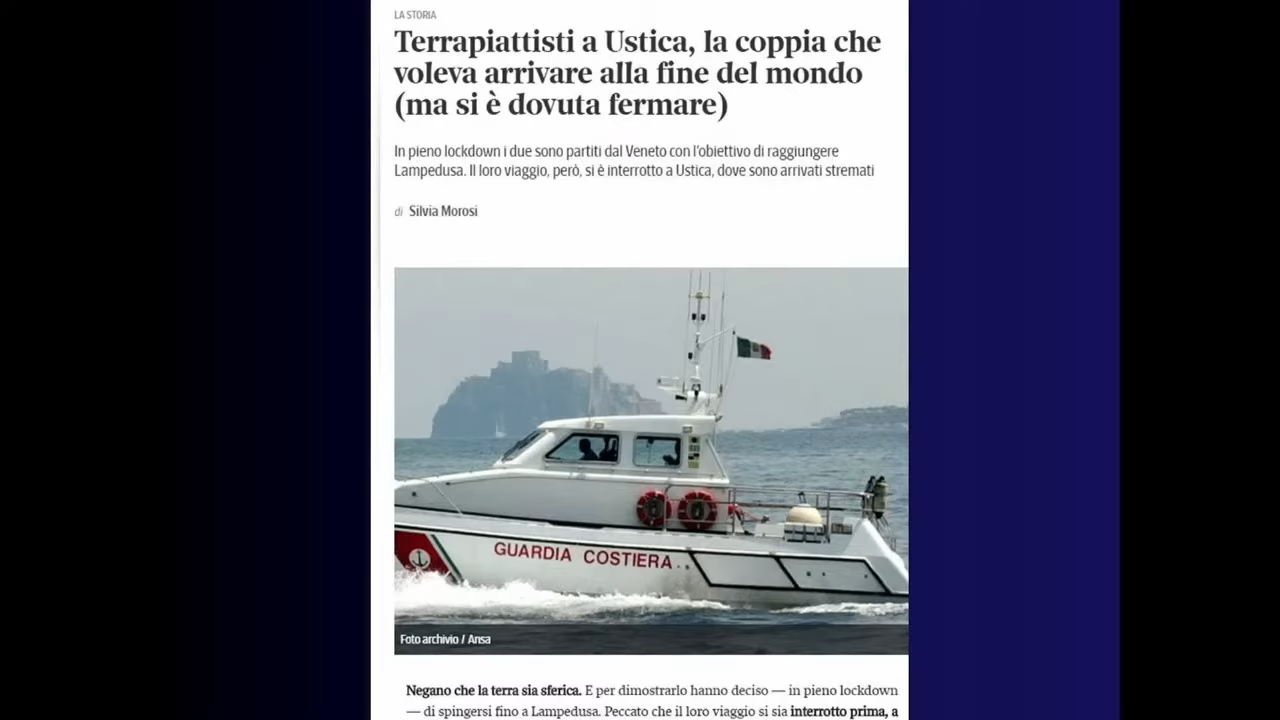 LA STORIA
Terrapiattisti a Ustica, la coppia che
voleva arrivare alla fine del mondo
(ma si è dovuta fermare)
In pieno lockdown i due sono partiti dal Veneto con l'obiettivo di raggiungere
Lampedusa. Il loro viaggio, però, si è interrotto a Ustica, dove sono arrivati stremati
di Silvia Morosi
GUARDIA COSTIERA
Foto archivio / Ansa
Negano che la terra sia sferica. E per dimostrarlo hanno deciso — in pieno lockdown
— di spingersi fino a Lampedusa. Peccato che il loro viaggio si sia interrotto prima, a